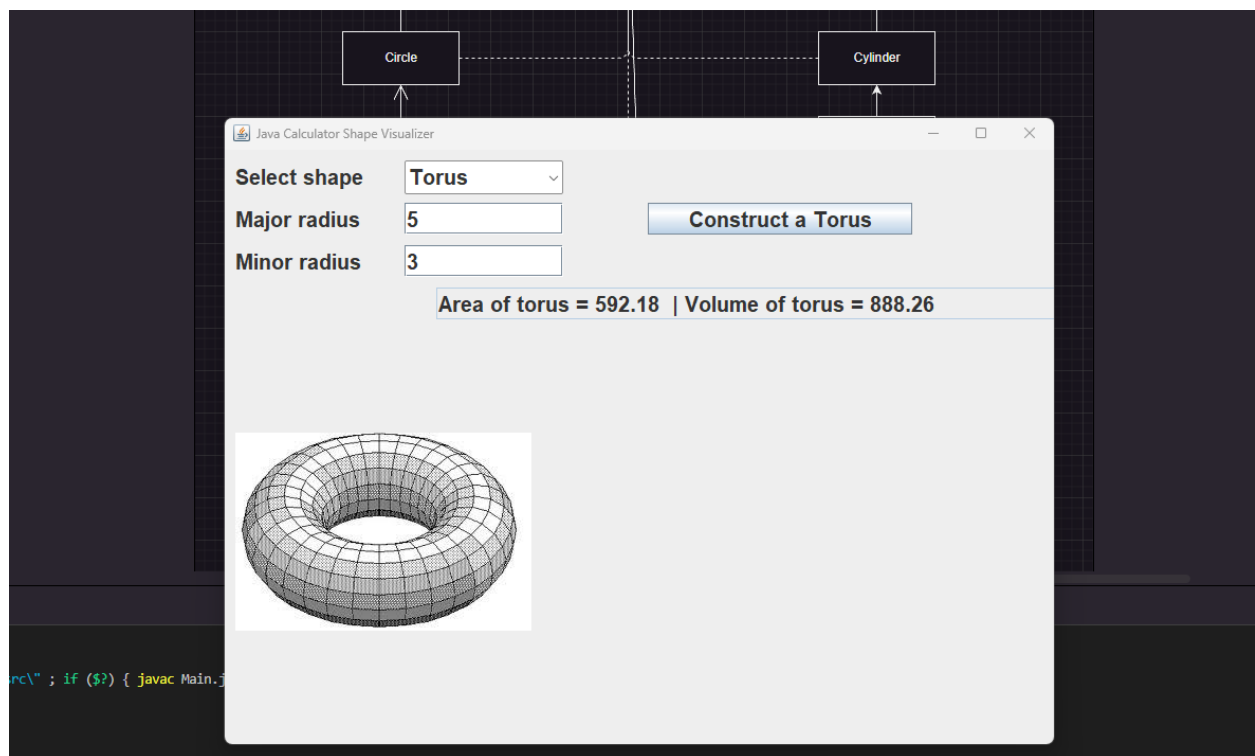 Circle
Cylinder
Java Calculator Shape Visualizer
Select shape
Torus
Major radius
5
Construct a Torus
Minor radius
3
Area of torus = 592.18 | Volume of torus = 888.26
src\" ; if ($?) { javac Main.j